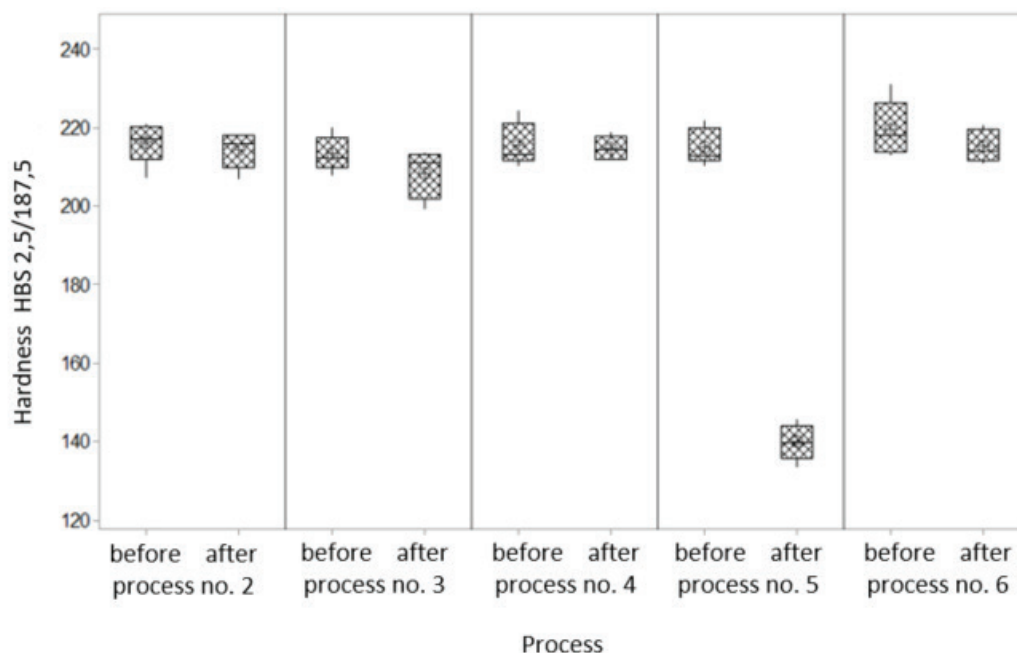 Hardness HBS 2,5/187,5
240
220
200
180
160
140
120
before after before after before after before after before after
process no. 2 process no. 3 process no. 4 process no. 5 process no. 6
Process